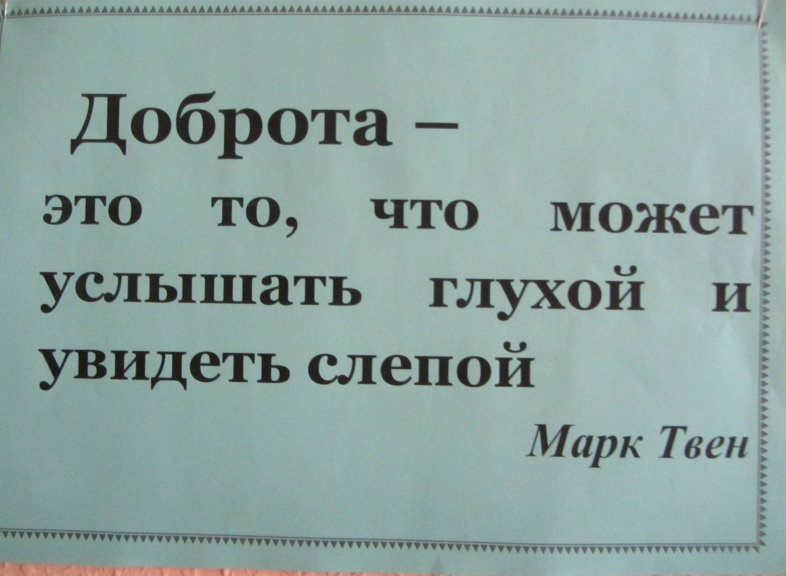 Доброта –
это то, что может
услышать глухой и
увидеть слепой
Марк Твен